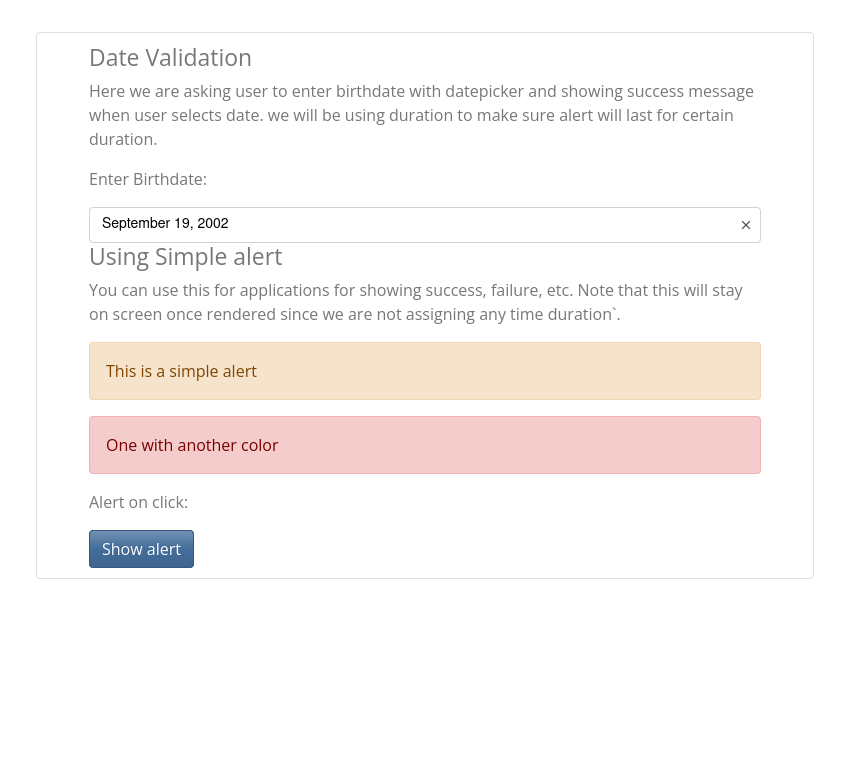 Date Validation
Here we are asking user to enter birthdate with datepicker and showing success message
when user selects date. we will be using duration to make sure alert will last for certain
duration.
Enter Birthdate:
September 19, 2002 ×
Using Simple alert
You can use this for applications for showing success, failure, etc. Note that this will stay
on screen once rendered since we are not assigning any time duration`.
This is a simple alert
One with another color
Alert on click:
Show alert